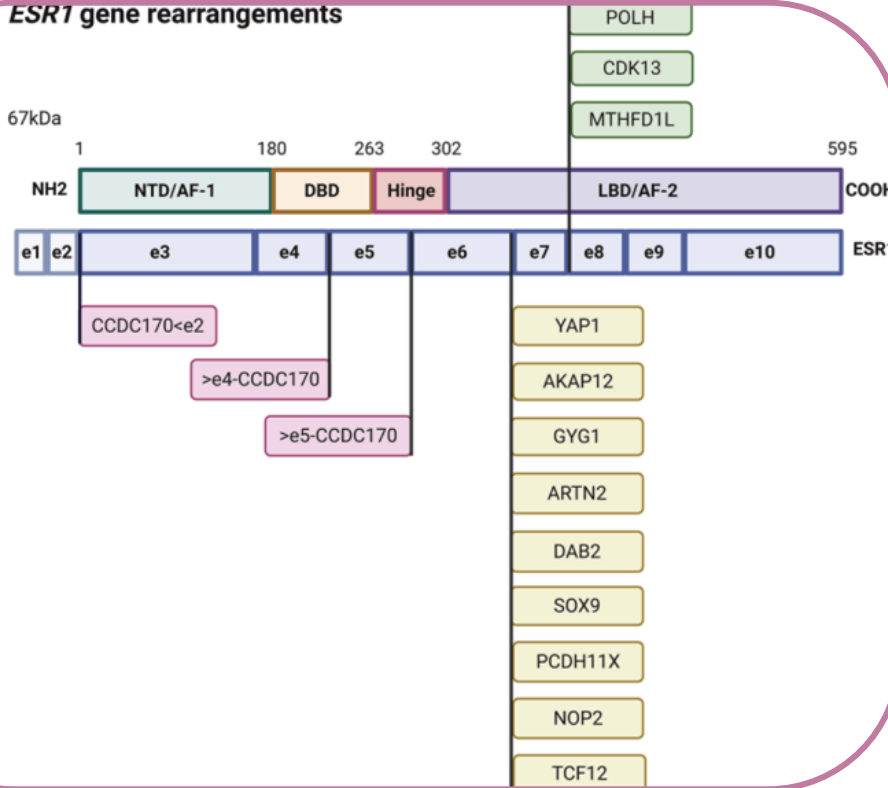 ESR1 gene rearrangements
POLH
CDK13
MTHFD1L
67kDa
1 180 263 302 595
NH2 NTD/AF-1 DBD Hinge LBD/AF-2 COOH
e1 e2 e3 e4 e5 e6 e7 e8 e9 e10 ESR1
CCDC170<e2 YAP1
>e4-CCDC170 AKAP12
>e5-CCDC170 GYG1
ARTN2
DAB2
SOX9
PCDH11X
NOP2
TCF12